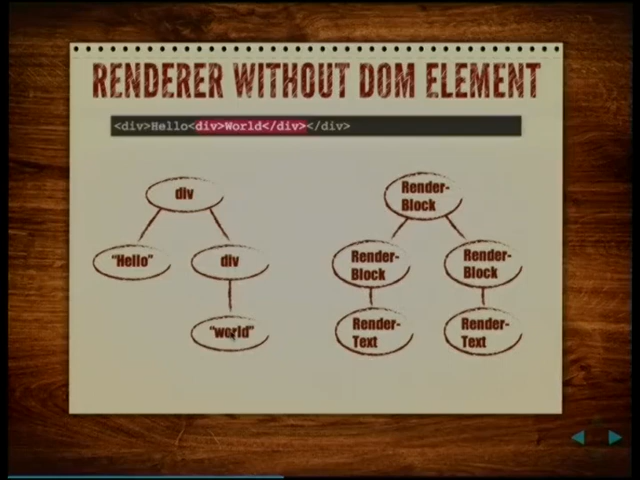 RENDERER WITHOUT DOM ELEMENT
<div>Hello<div>World</div></div>
div
Render-
Block
"Hello"
div
Render-
Block
Render-
Block
"world"
Render-
Text
Render-
Text